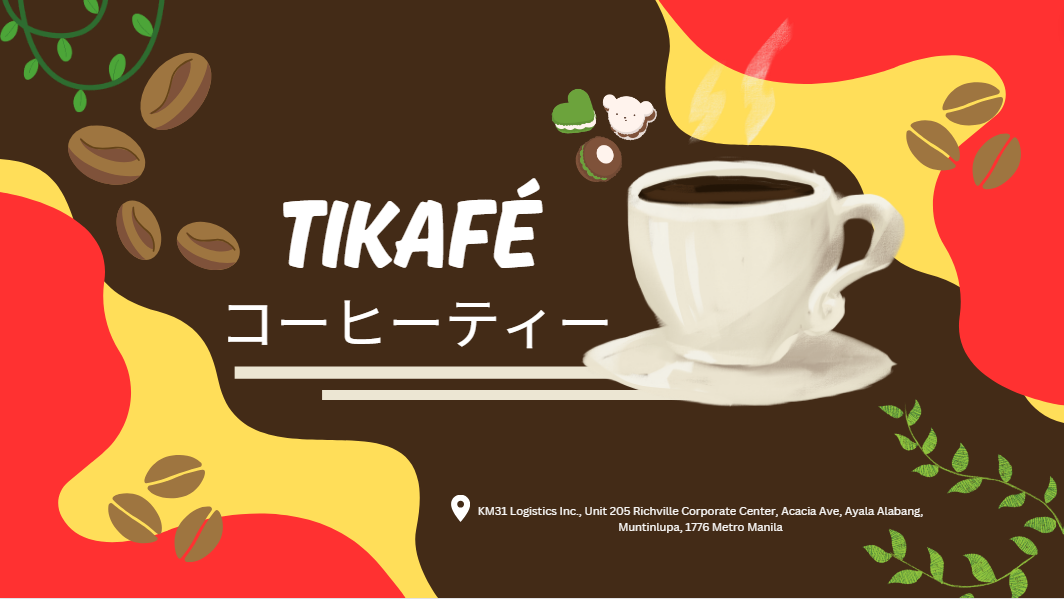 TIKAFÉ
コーヒーティー
KM31 Logistics Inc., Unit 205 Richville Corporate Center, Acacia Ave, Ayala Alabang,
Muntinlupa, 1776 Metro Manila